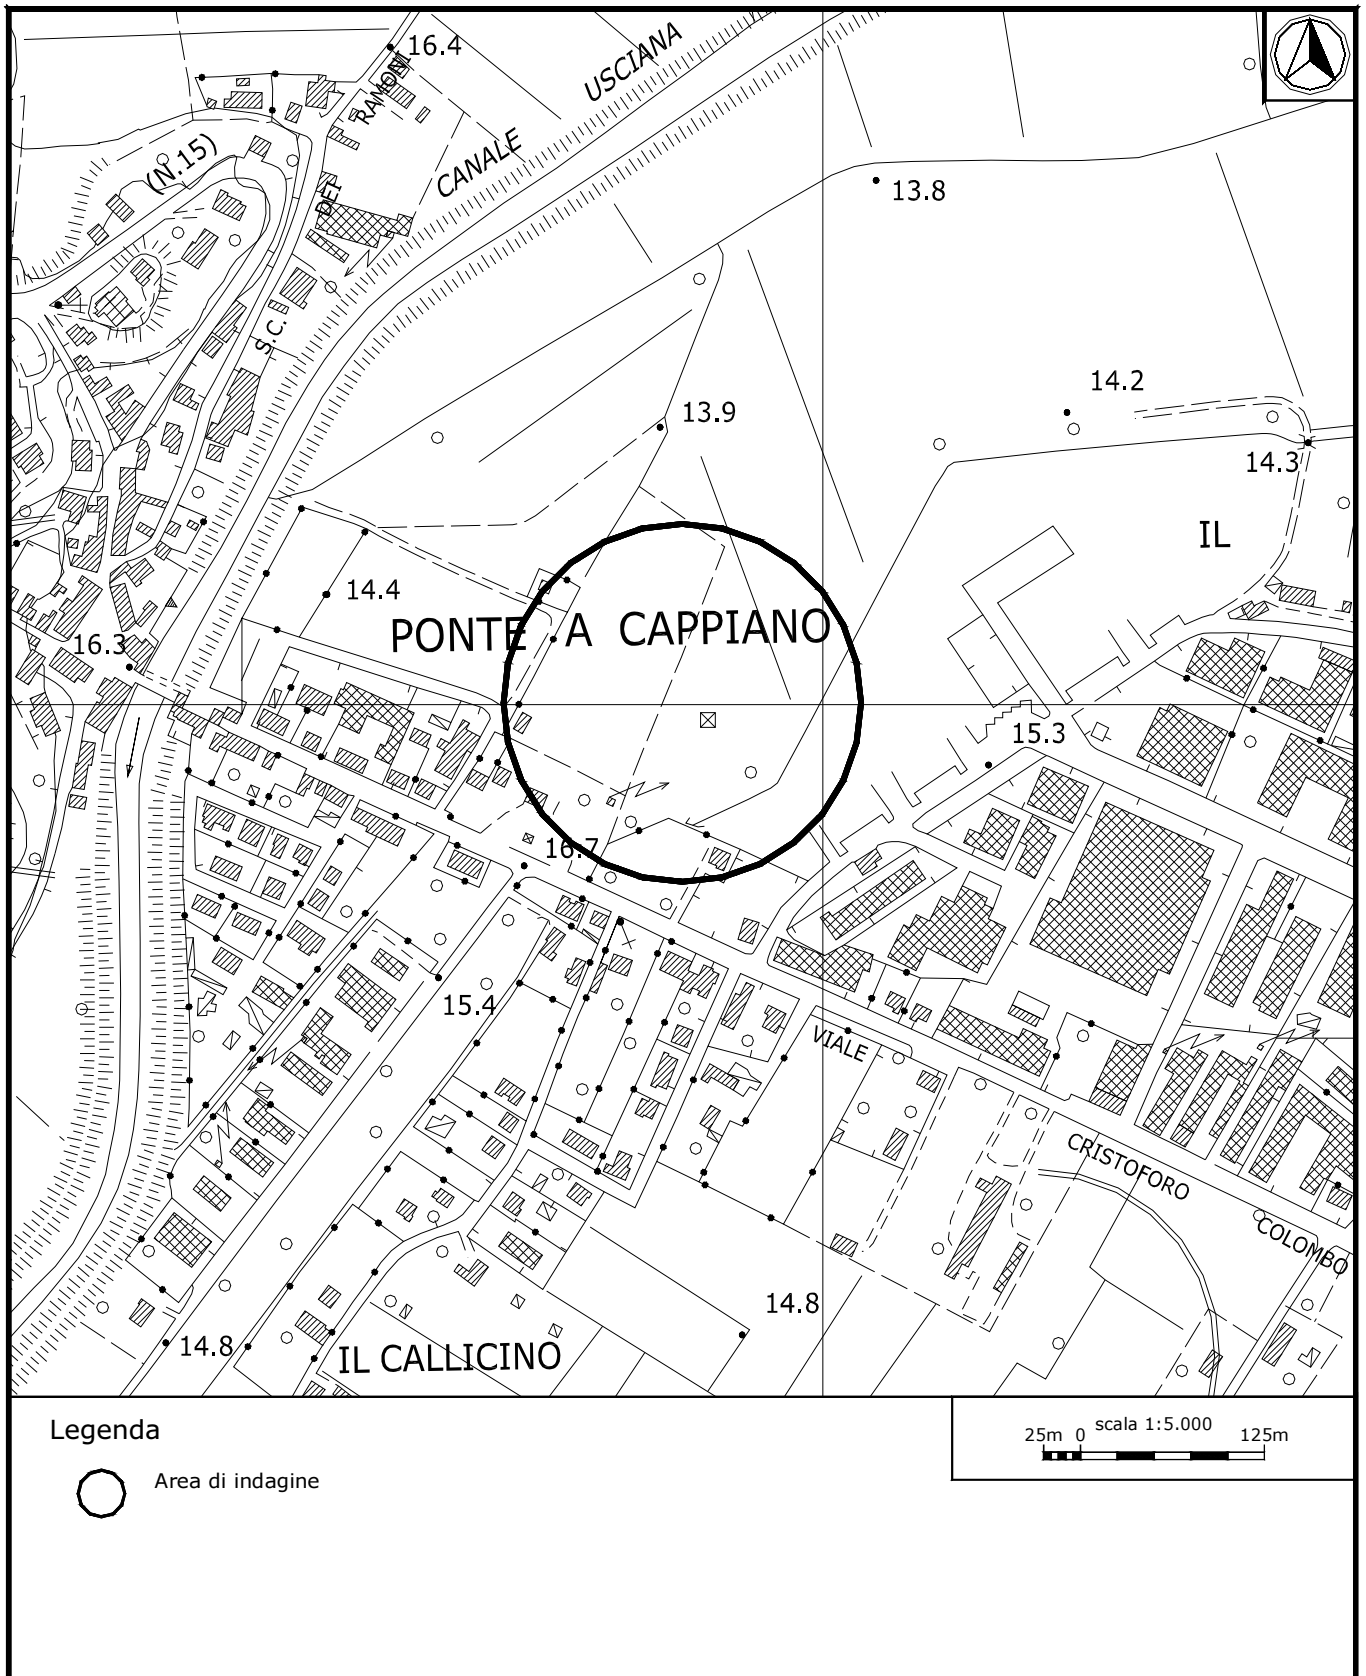 16.4
RAMONI
DEI
S.C.
(N.15)
CANALE
USCIANA
13.8
14.2
13.9
14.3
IL
14.4
PONTE A CAPPIANO
16.3
15.3
16.7
15.4
VIALE
CRISTOFORO
COLOMBO
14.8
14.8
IL CALLICINO
Legenda
Area di indagine
scala 1:5.000
25m 0 125m